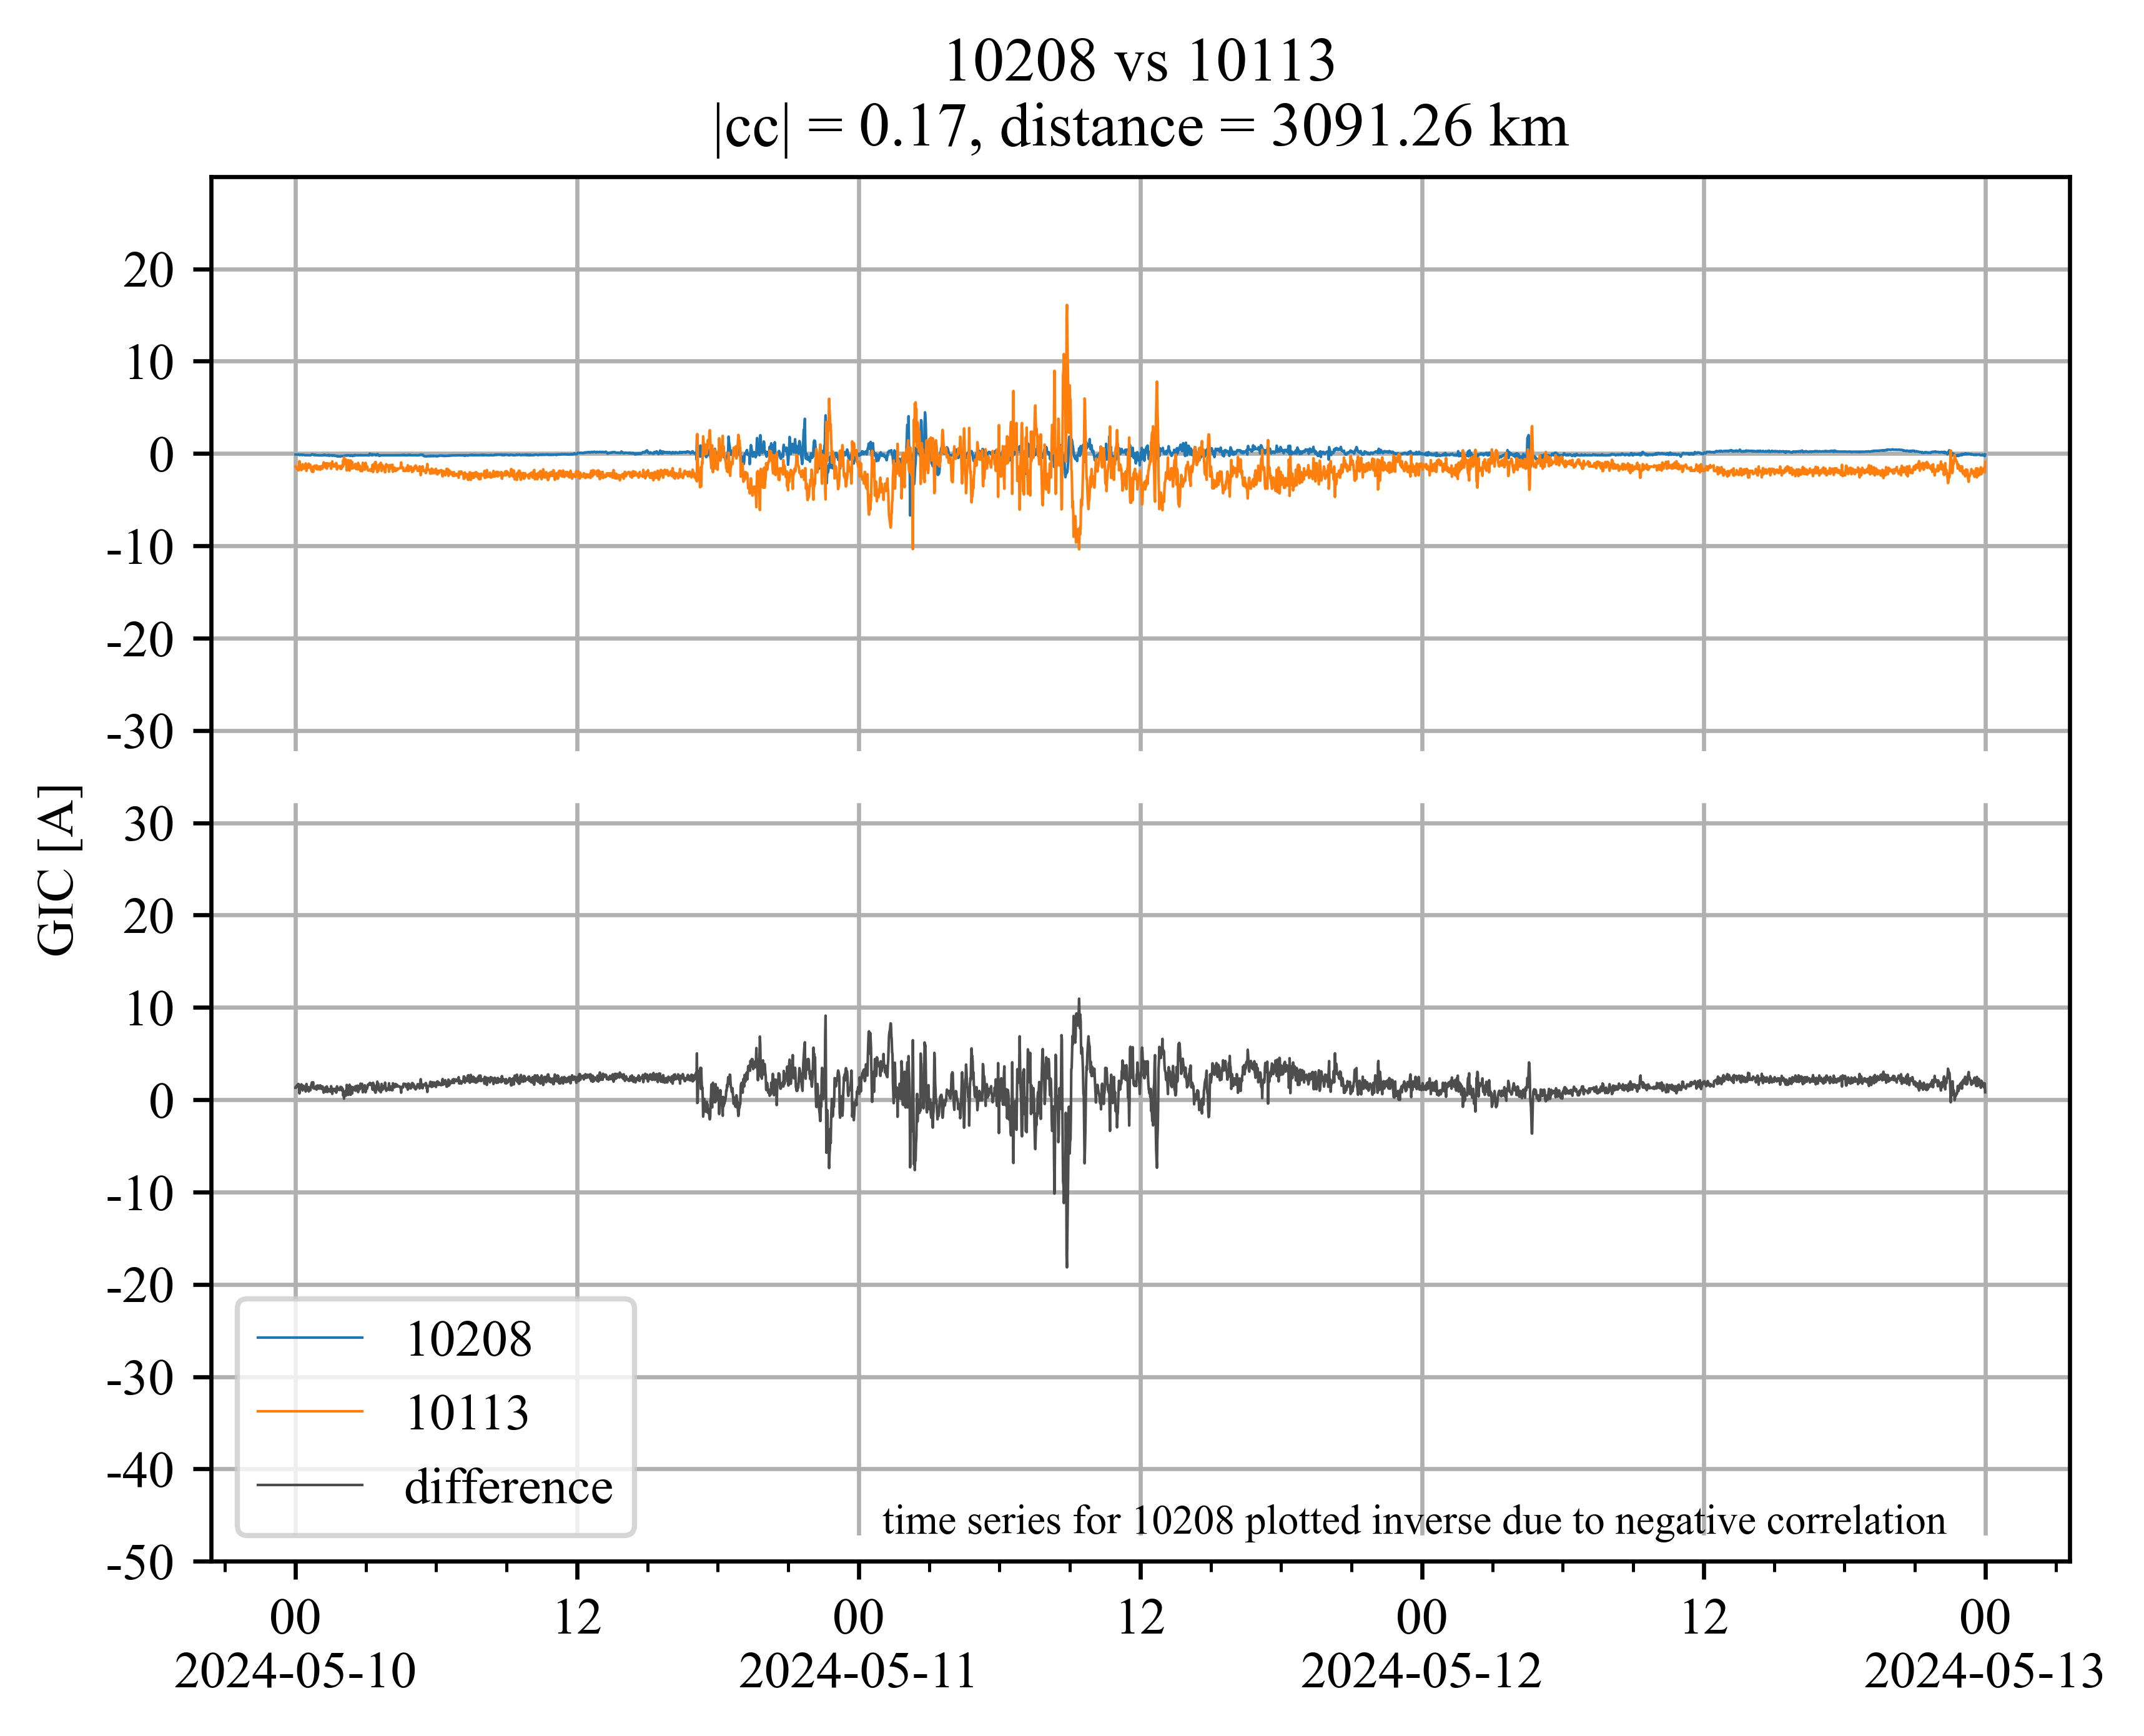 10208 vs 10113
|cc| = 0.17, distance = 3091.26 km
20
10
0
-10
-20
-30
30
20
10
0
-10
-20
-30
-40
-50
GIC [A]
10208
10113
difference
time series for 10208 plotted inverse due to negative correlation
00 12 00 12 00 12 00
2024-05-10 2024-05-11 2024-05-12 2024-05-13